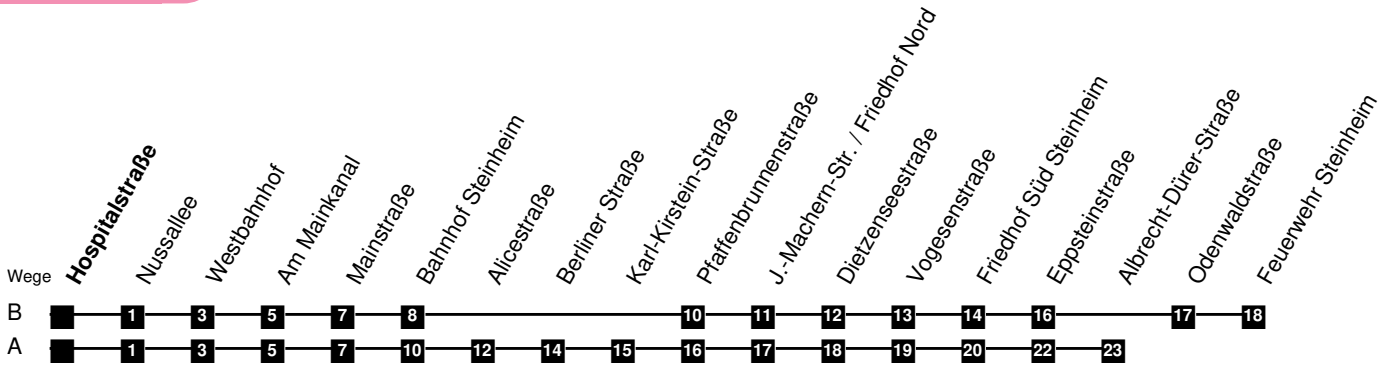 Wege
Hospitalstraße
Nussallee
Westbahnhof
Am Mainkanal
Mainstraße
Bahnhof Steinheim
Alicestraße
Berliner Straße
Karl-Kirstein-Straße
Pfaffenbrunnenstraße
J.-Machern-Str. / Friedhof Nord
Dietzenseestraße
Vogesenstraße
Friedhof Süd Steinheim
Eppsteinstraße
Albrecht-Dürer-Straße
Odenwaldstraße
Feuerwehr Steinheim
B 1 3 5 7 8 10 11 12 13 14 16 17 18
A 1 3 5 7 10 12 14 15 16 17 18 19 20 22 23